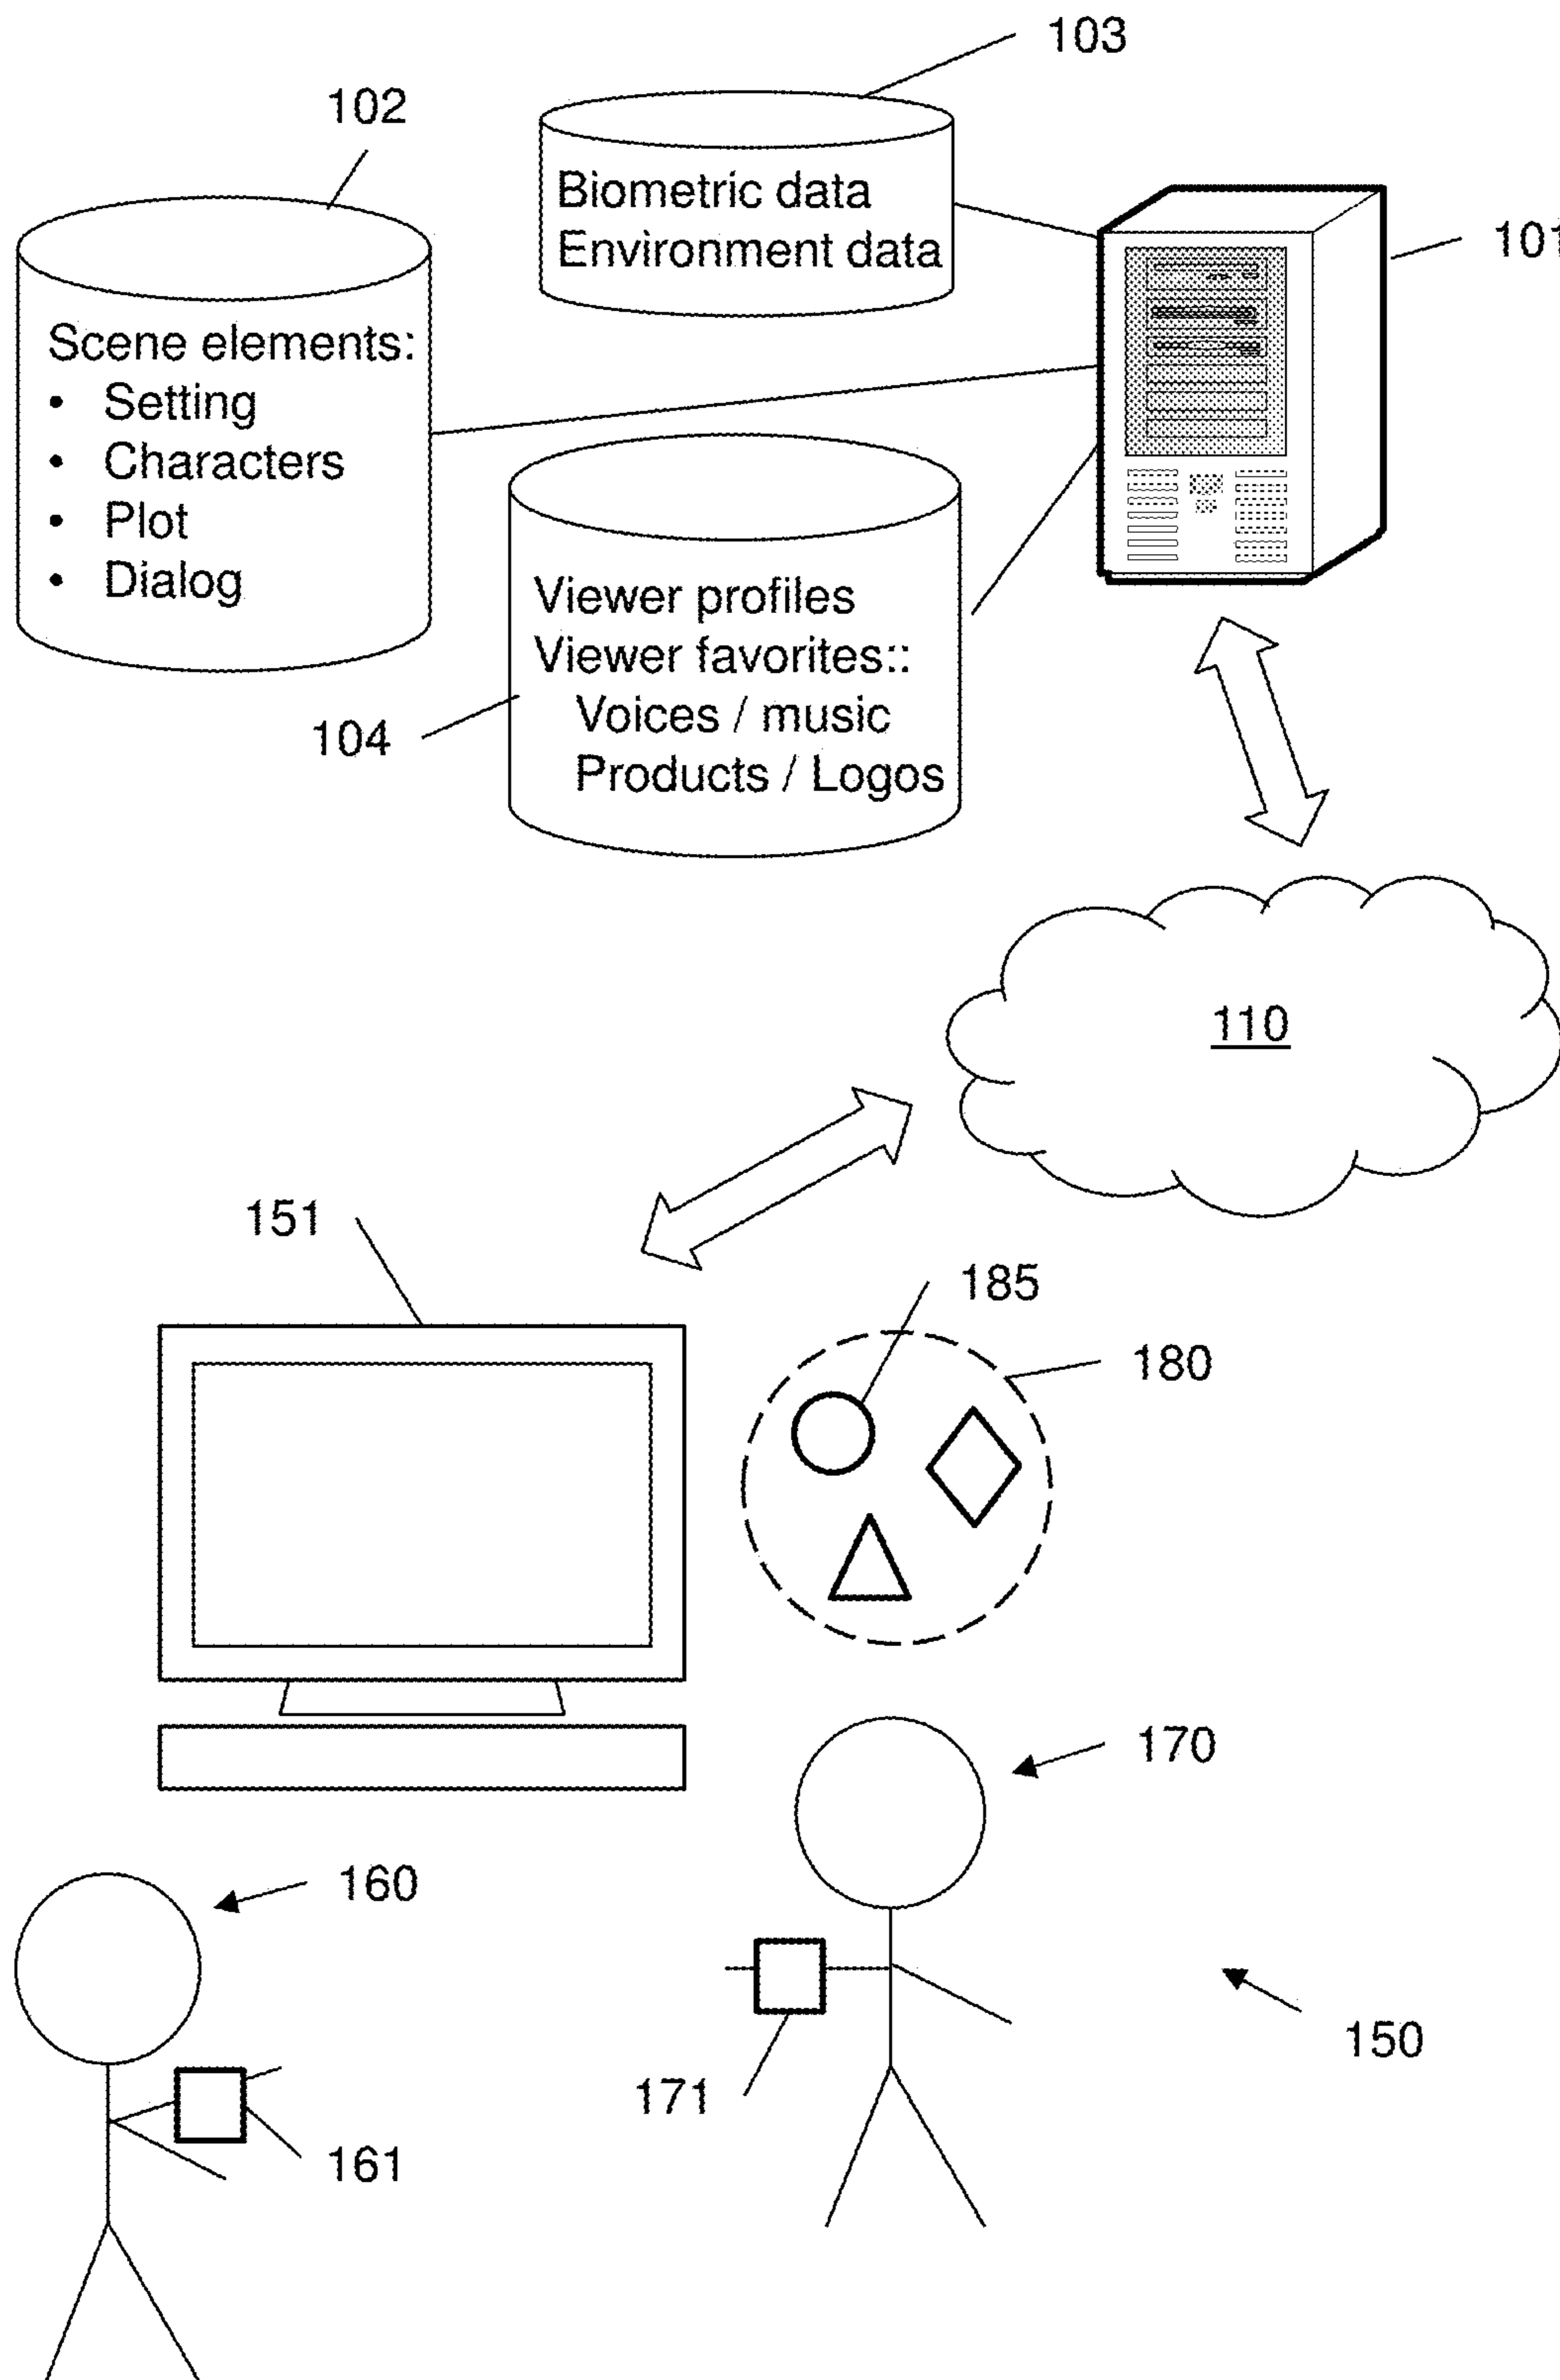 103
102
Biometric data
Environment data
101
Scene elements:
• Setting
• Characters
• Plot
• Dialog
Viewer profiles
Viewer favorites::
Voices / music
Products / Logos
104
110
151
185
180
170
160
150
171
161